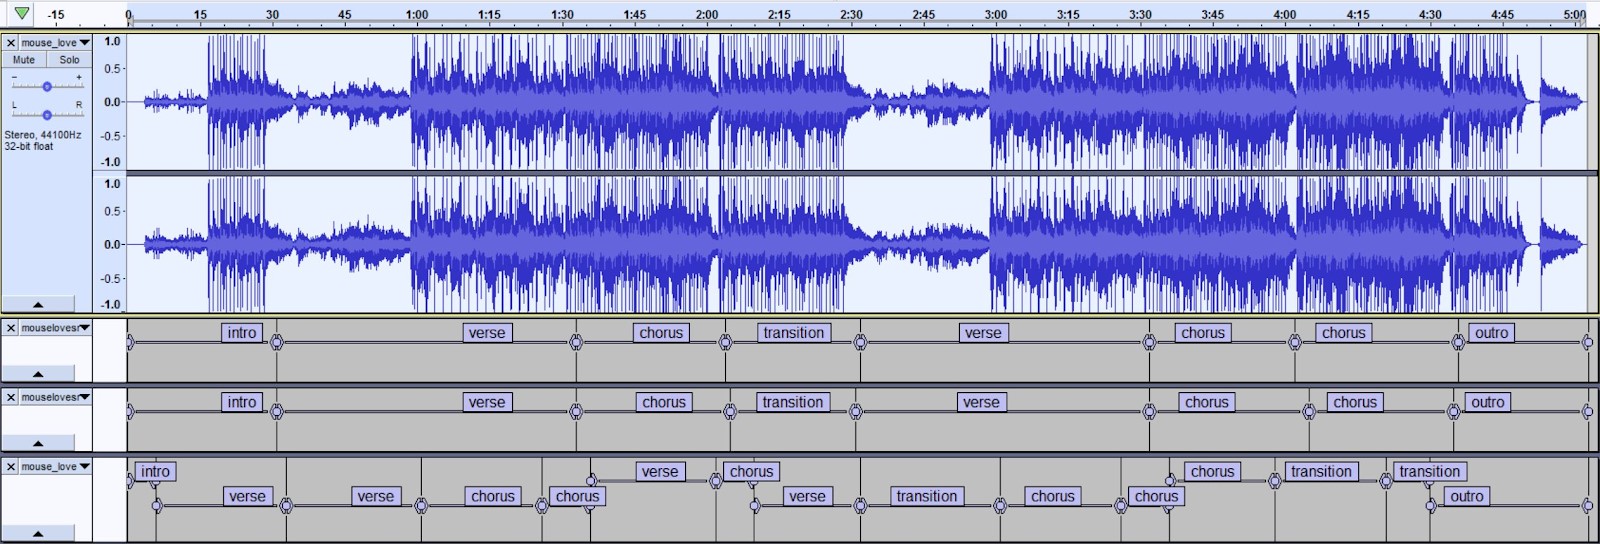 -15 0 15 30 45 1:00 1:15 1:30 1:45 2:00 2:15 2:30 2:45 3:00 3:15 3:30 3:45 4:00 4:15 4:30 4:45 5:00
mouse_love
Mute Solo
- +
L R
Stereo, 44100Hz
32-bit float
1.0
0.5
0.0
-0.5
-1.0
1.0
0.5
0.0
-0.5
-1.0
mouselovesr
intro verse chorus transition verse chorus chorus outro
mouselovesr
intro verse chorus transition verse chorus chorus outro
mouse_love
intro verse chorus chorus transition transition
verse verse chorus chorus verse transition chorus chorus outro